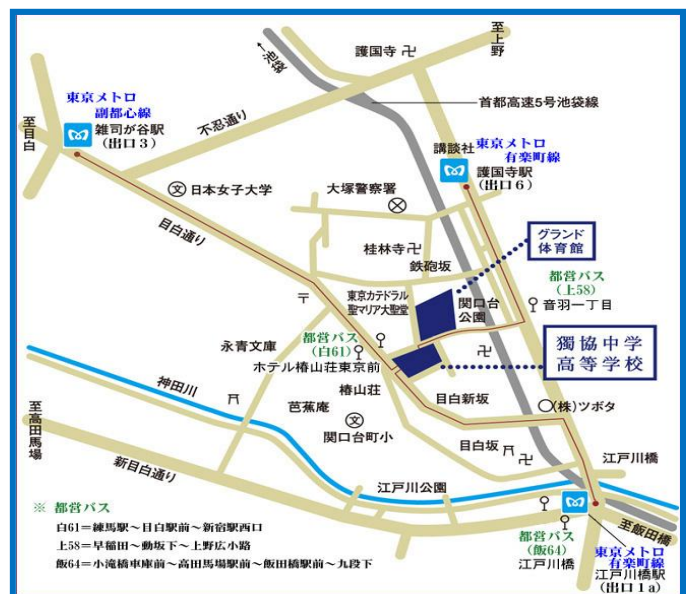 至上野
←池袋
護国寺
首都高速5号池袋線
東京メトロ
副都心線
雑司が谷駅
(出口3)
至目白
不忍通り
講談社
東京メトロ
有楽町線
護国寺駅
(出口6)
文
日本女子大学
大塚警察署
目白通り
桂林寺
鉄砲坂
グランド
体育館
都営バス
(上58)
音羽一丁目
東京カテドラル
聖マリア大聖堂
関口台
公園
獨協中学
高等学校
永青文庫
都営バス
(白61)
ホテル椿山荘東京前
椿山荘
神田川
芭蕉庵
文
関口台町小
目白新坂
(株)ツボタ
至高田馬場
新目白通り
目白坂
江戸川橋
江戸川公園
至飯田橋
都営バス
(飯64)
江戸川橋
東京メトロ
有楽町線
江戸川橋駅
(出口1a)
※ 都営バス
白61=練馬駅~目白駅前~新宿駅西口
上58=早稲田~動坂下~上野広小路
飯64=小滝橋車庫前~高田馬場駅前~飯田橋駅前~九段下